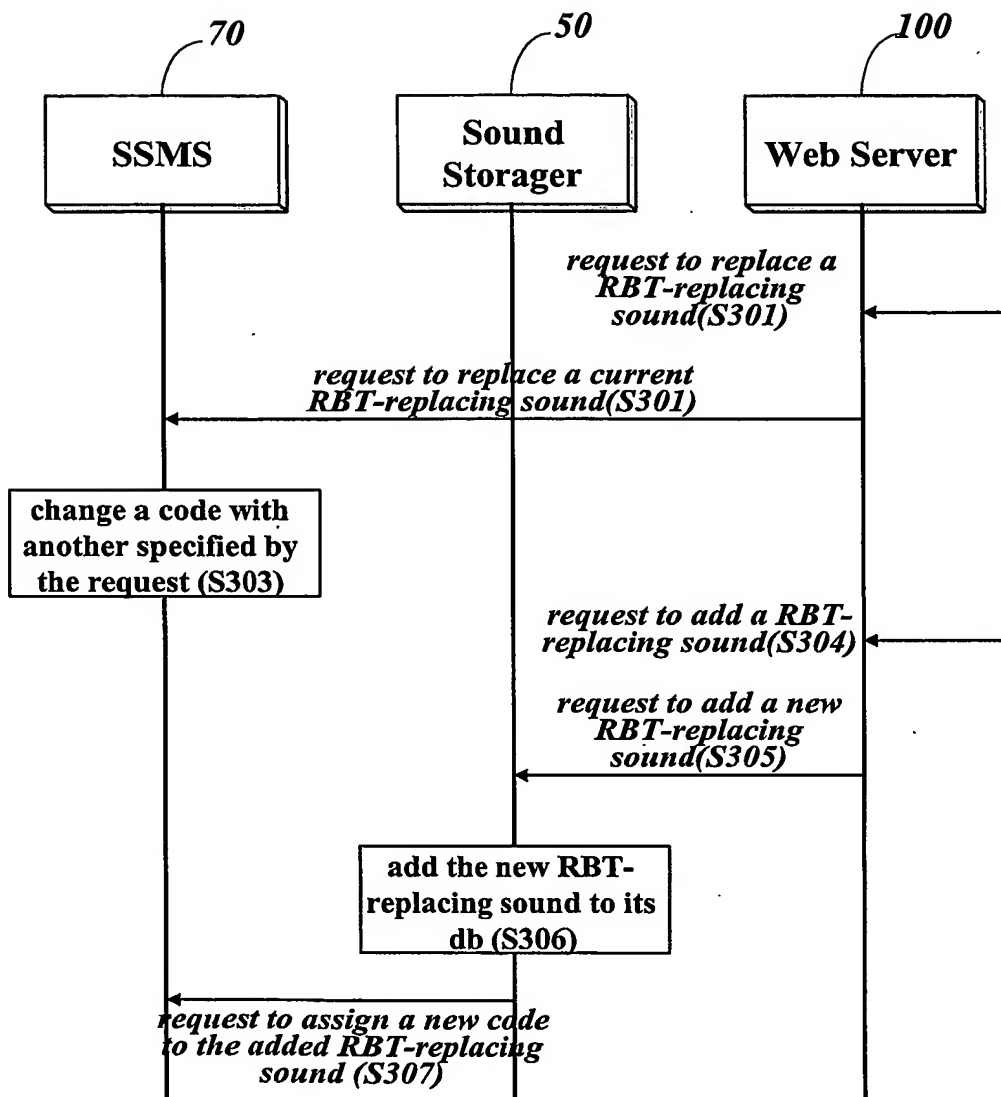 70
50
100
SSMS
Sound
Storager
Web Server
request to replace a
RBT-replacing
sound(S301)
request to replace a current
RBT-replacing sound(S301)
change a code with
another specified by
the request (S303)
request to add a RBT-
replacing sound(S304)
request to add a new
RBT-replacing
sound(S305)
add the new RBT-
replacing sound to its
db (S306)
request to assign a new code
to the added RBT-replacing
sound (S307)